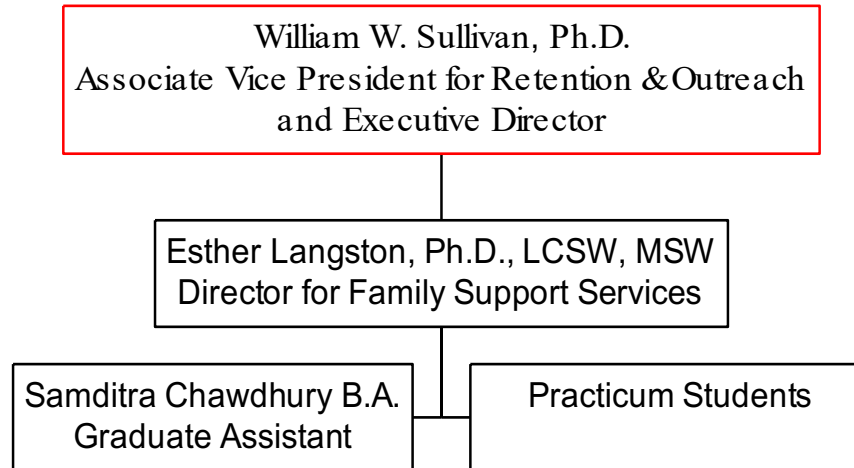 William W. Sullivan, Ph.D.
Associate Vice President for Retention & Outreach
and Executive Director
Esther Langston, Ph.D., LCSW, MSW
Director for Family Support Services
Samditra Chawdhury B.A.
Graduate Assistant
Practicum Students